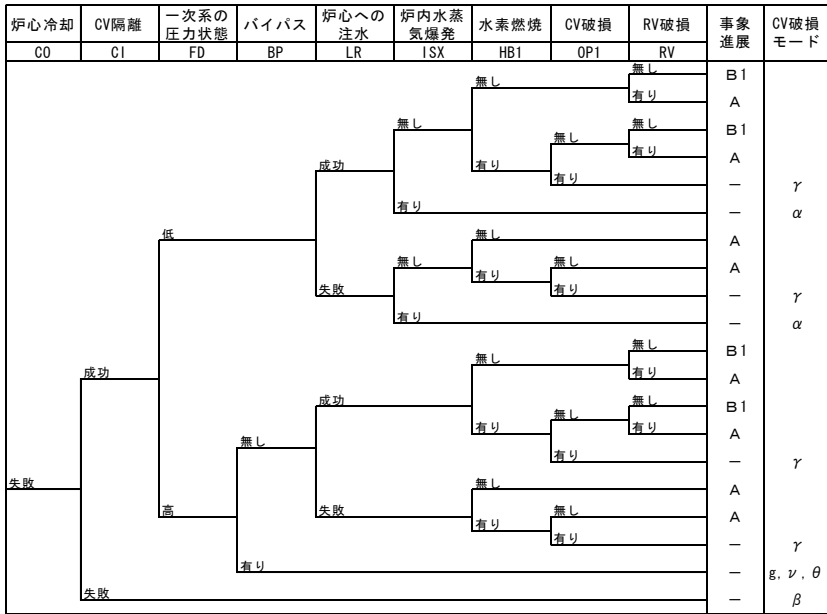 炉心冷却 CV隔離 一次系の圧力状態 バイパス 炉心への注水 炉内水蒸気爆発 水素燃焼 CV破損 RV破損 事象進展 CV破損モード
CO CI FD BP LR ISX HB1 OP1 RV
無し B1
無し
有り A
無し 無し B1
無し
有り A
成功 有り
有り － γ
有り － α
低 無し A
無し 無し A
有り
失敗 有り － γ
有り － α
無し B1
無し
成功 有り A
成功 無し B1
無し
有り 有り A
無し
有り － γ
失敗 無し A
高 失敗 無し A
有り
有り － γ
有り － g, ν, θ
失敗 － β